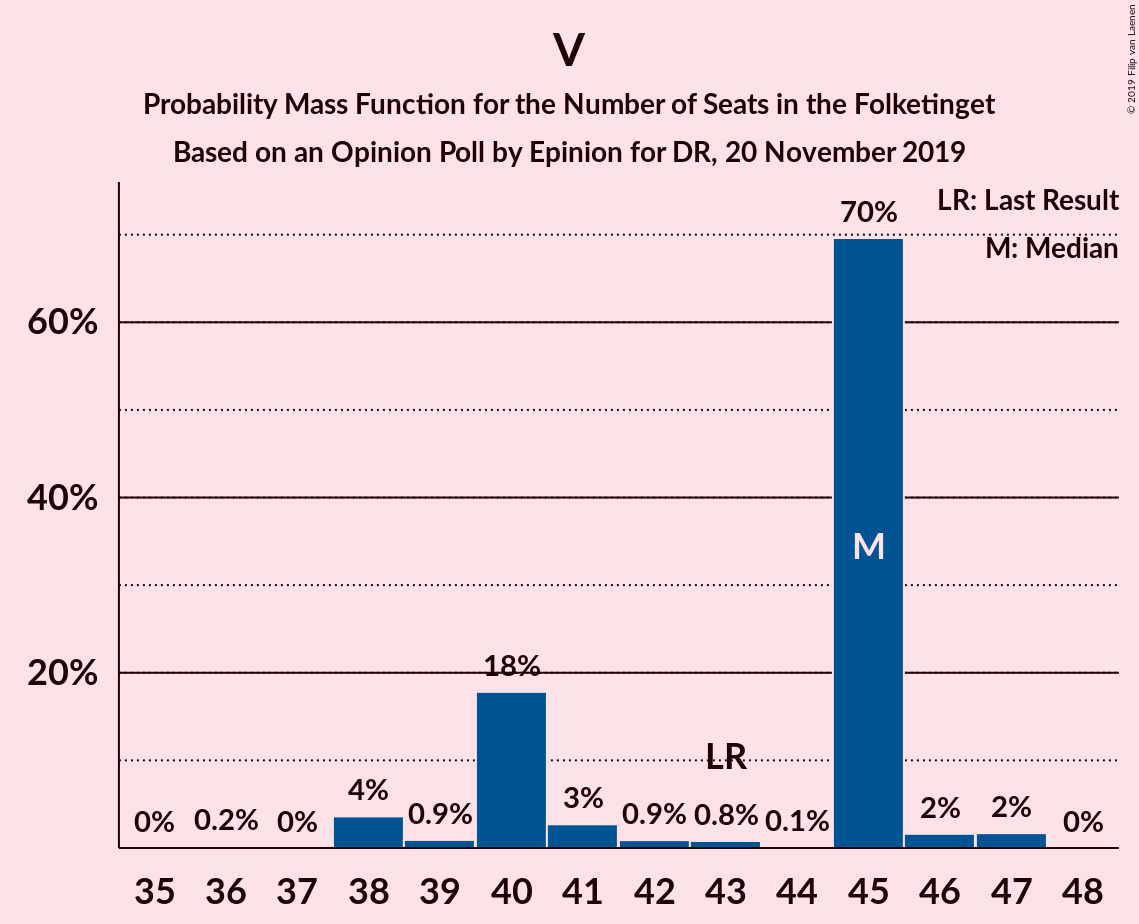 V
Probability Mass Function for the Number of Seats in the Folketinget
Based on an Opinion Poll by Epinion for DR, 20 November 2019
© 2019 Filip van Laenen
LR: Last Result
M: Median
60%
40%
20%
0%
0.2%
0%
4%
0.9%
18%
3%
0.9%
0.8%
0.1%
70%
2%
2%
0%
LR
M
35 36 37 38 39 40 41 42 43 44 45 46 47 48